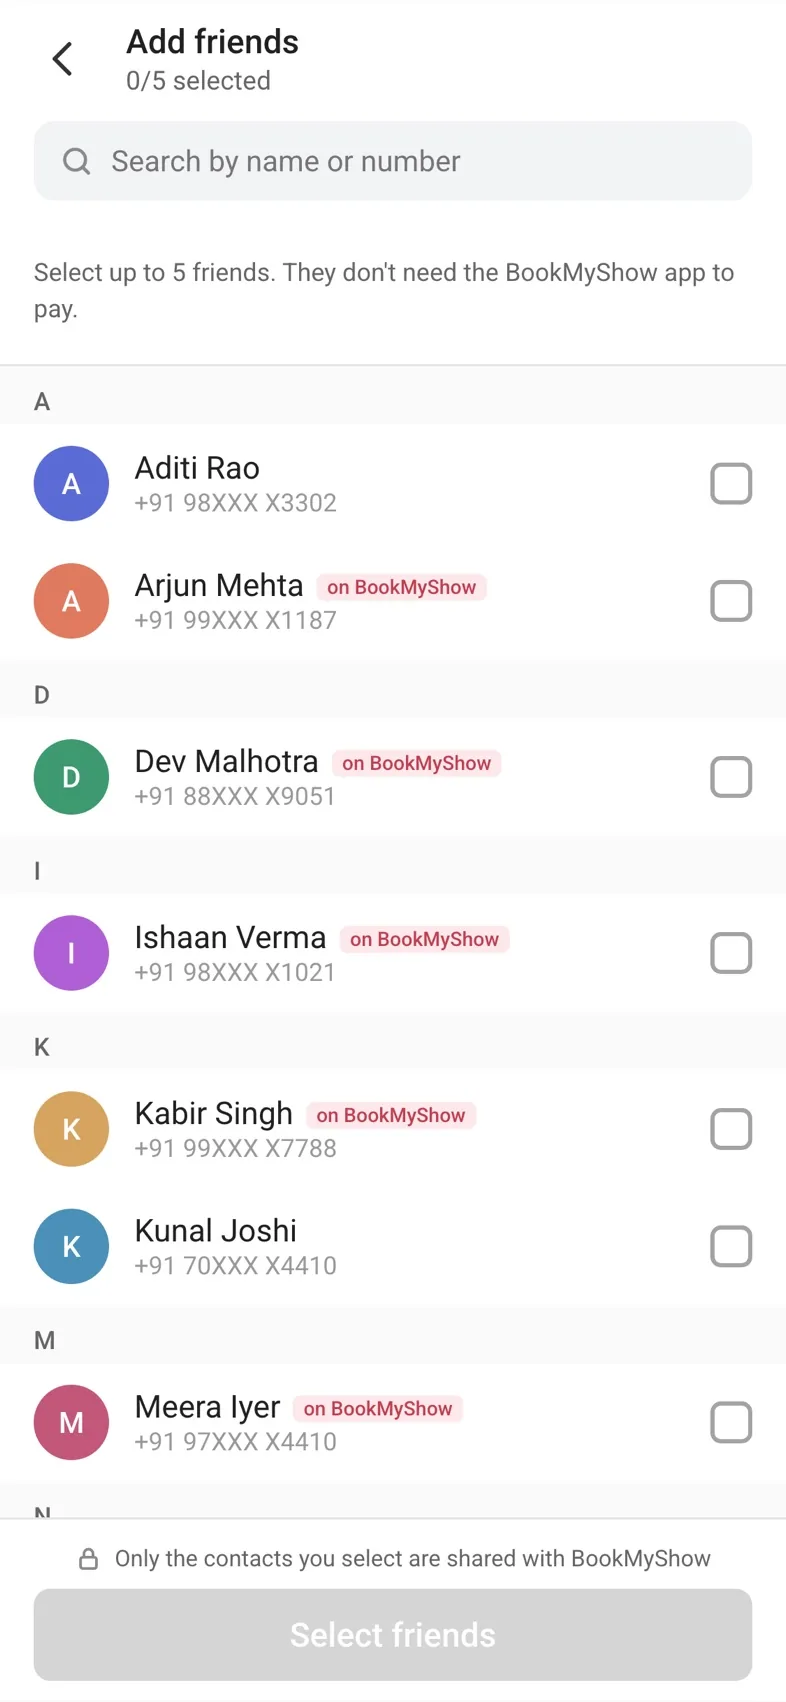 Add friends
0/5 selected
Search by name or number
Select up to 5 friends. They don't need the BookMyShow app to
pay.
A
A
Aditi Rao
+91 98XXX X3302
A
Arjun Mehta on BookMyShow
+91 99XXX X1187
D
D
Dev Malhotra on BookMyShow
+91 88XXX X9051
I
I
Ishaan Verma on BookMyShow
+91 98XXX X1021
K
K
Kabir Singh on BookMyShow
+91 99XXX X7788
K
Kunal Joshi
+91 70XXX X4410
M
M
Meera Iyer on BookMyShow
+91 97XXX X4410
N
Only the contacts you select are shared with BookMyShow
Select friends